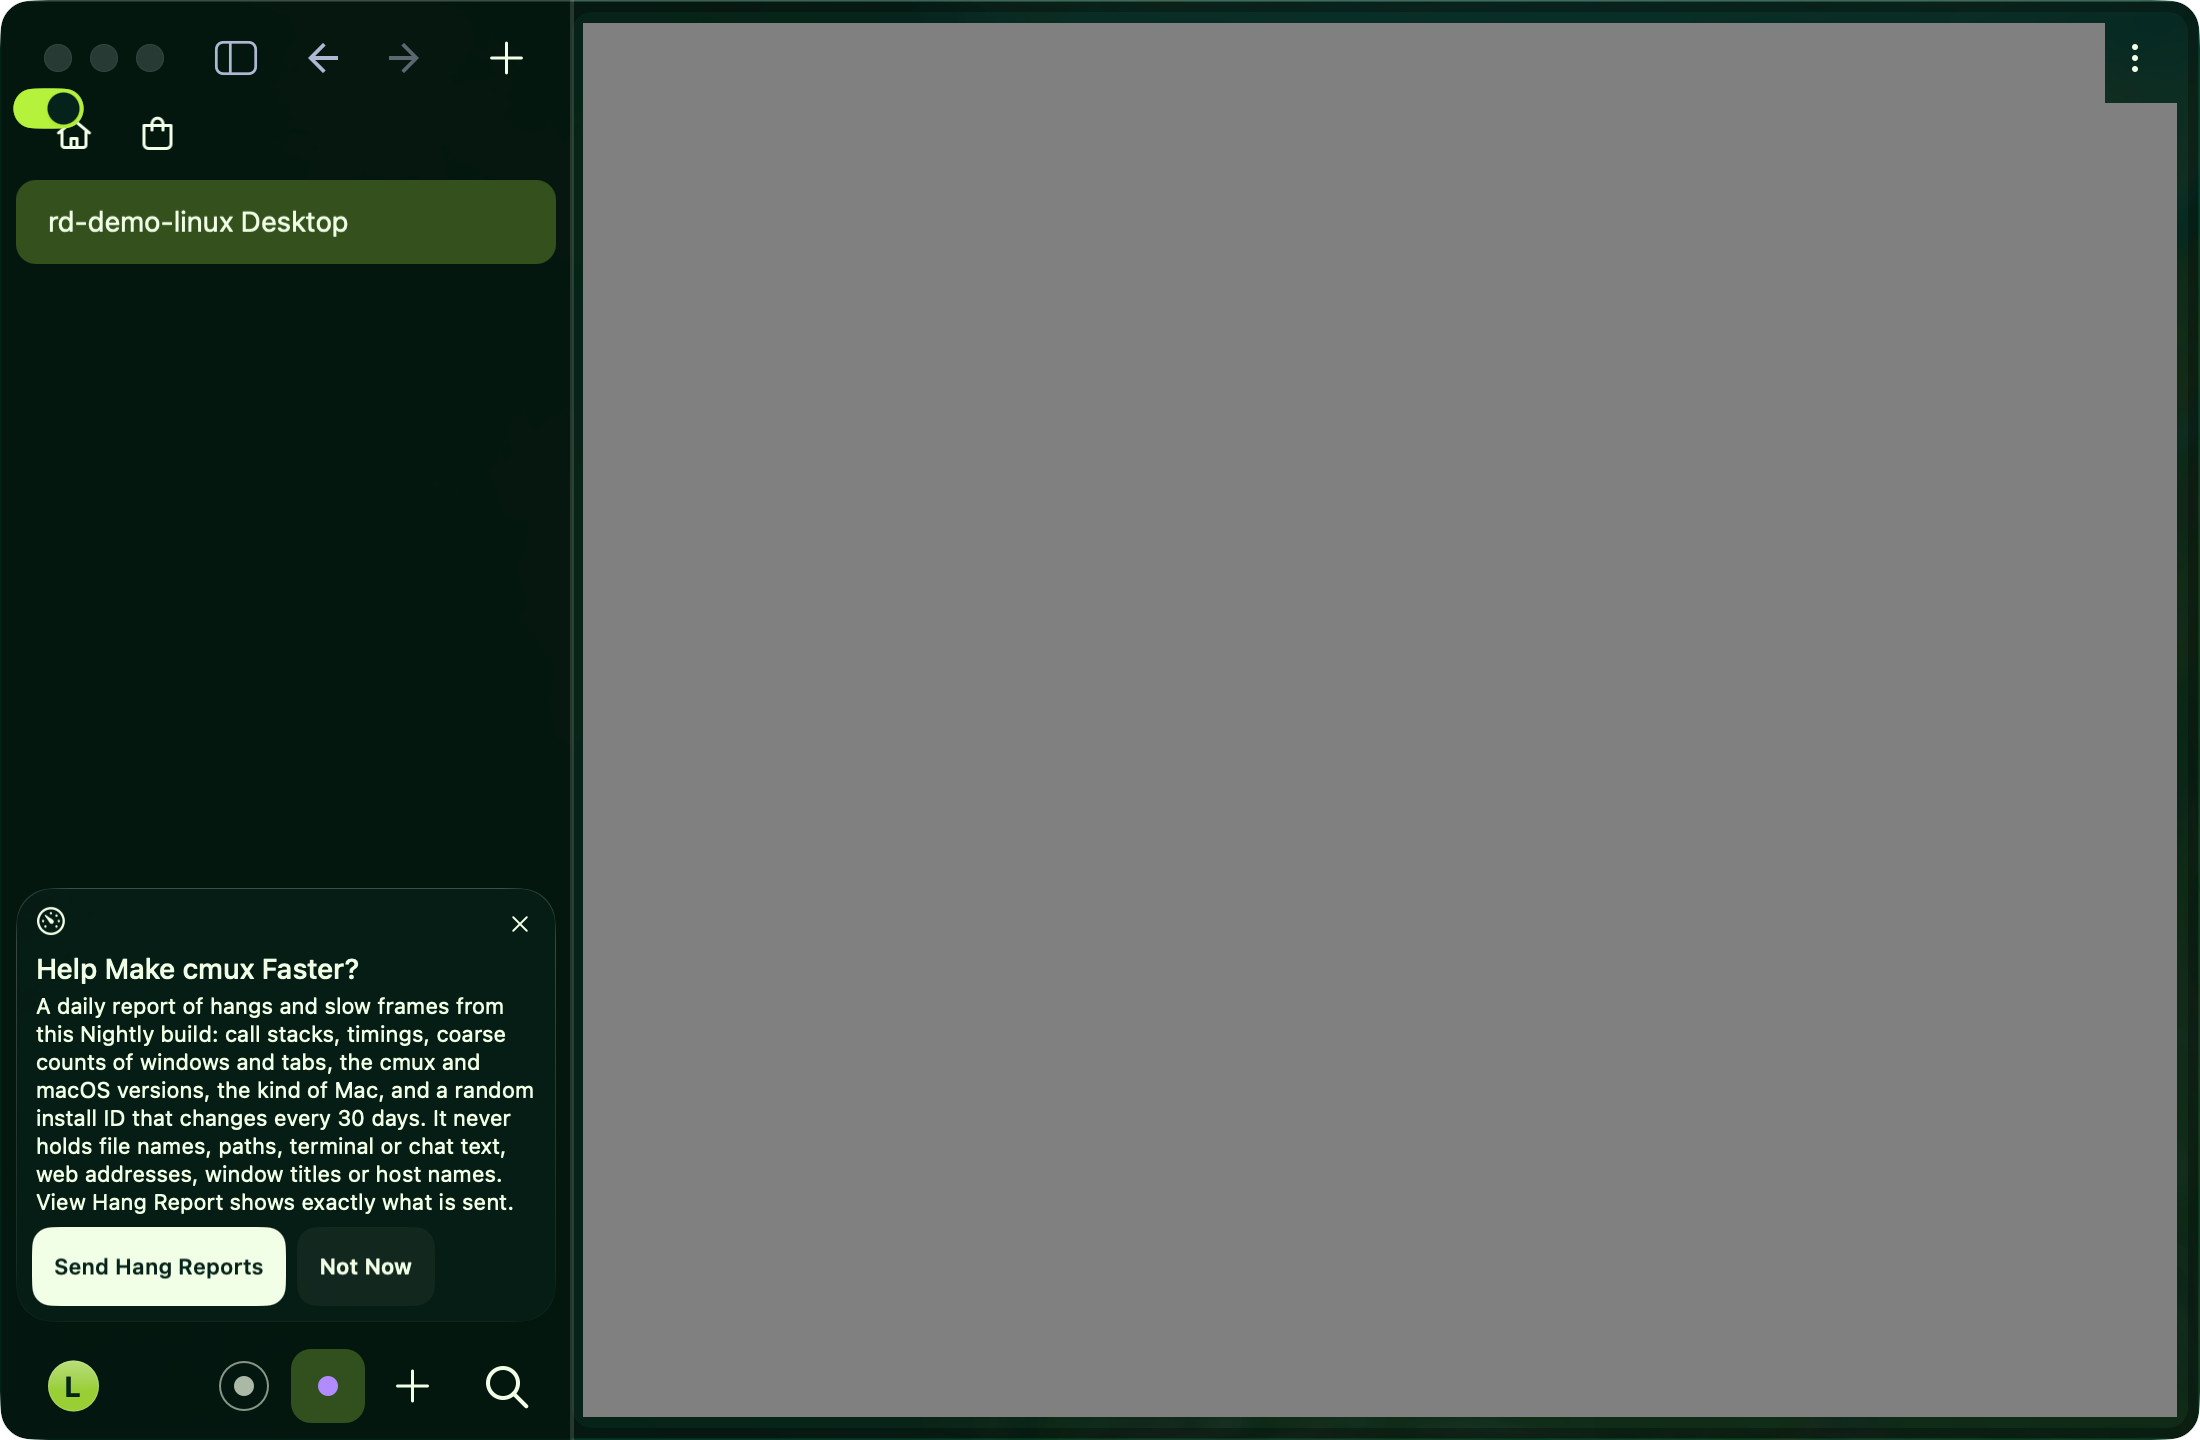 rd-demo-linux Desktop
Help Make cmux Faster?
A daily report of hangs and slow frames from
this Nightly build: call stacks, timings, coarse
counts of windows and tabs, the cmux and
macOS versions, the kind of Mac, and a random
install ID that changes every 30 days. It never
holds file names, paths, terminal or chat text,
web addresses, window titles or host names.
View Hang Report shows exactly what is sent.
Send Hang Reports
Not Now
L